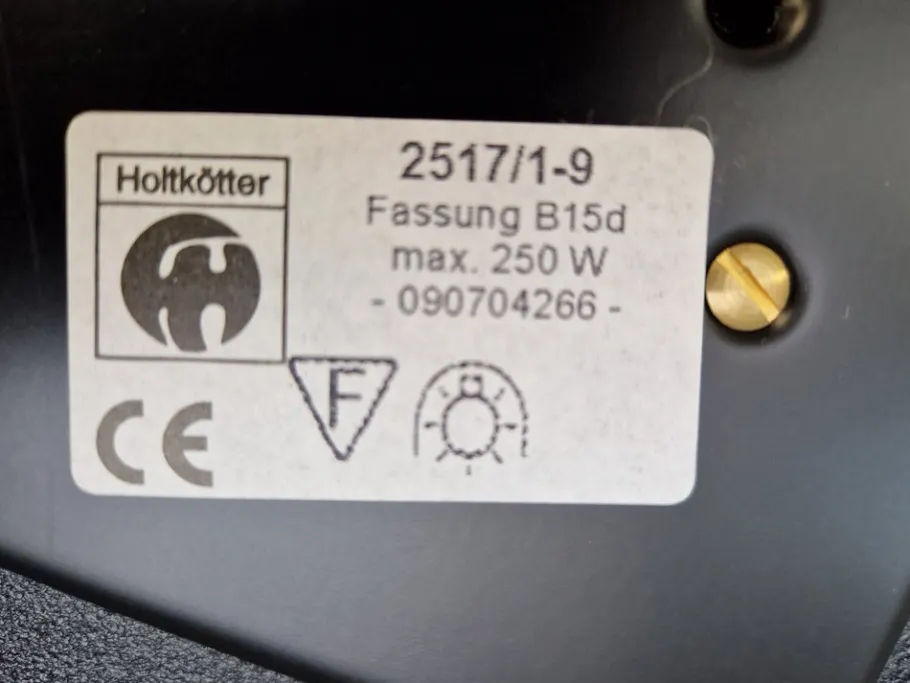 Holtkötter
2517/1-9
Fassung B15d
max. 250 W
- 090704266 -
F
CE